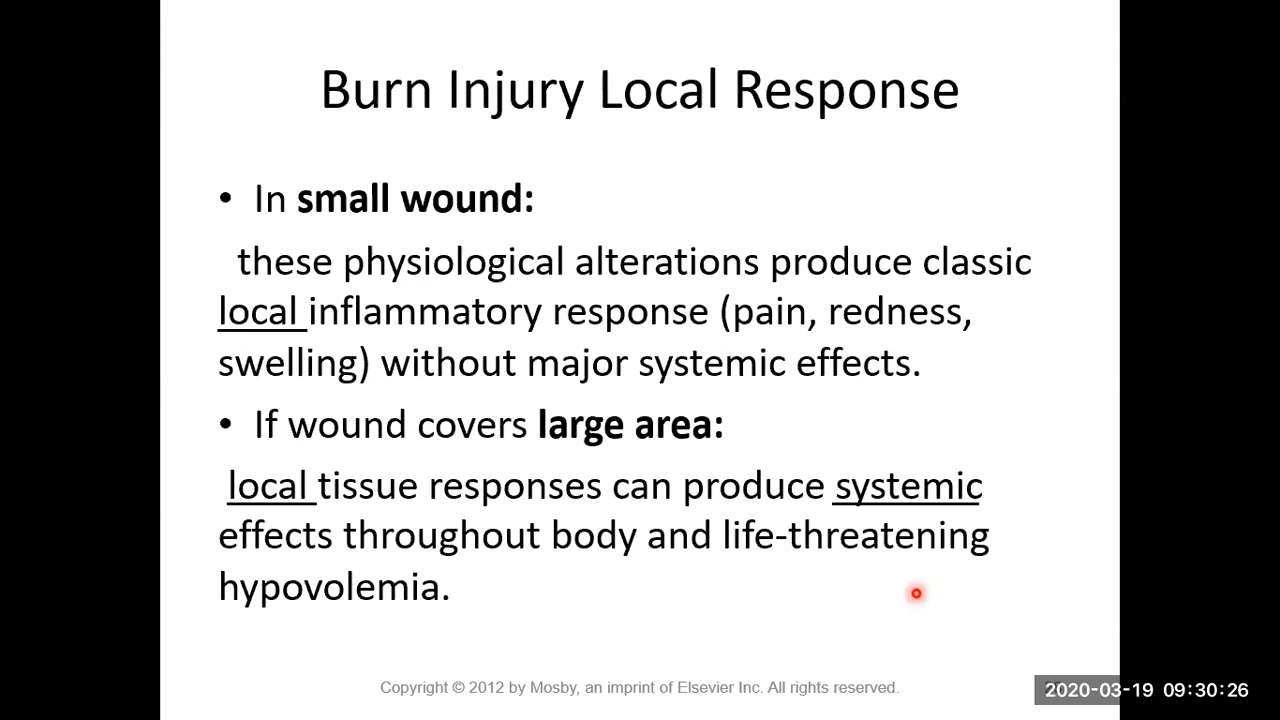 Burn Injury Local Response
• In small wound:
these physiological alterations produce classic
local inflammatory response (pain, redness,
swelling) without major systemic effects.
• If wound covers large area:
local tissue responses can produce systemic
effects throughout body and life-threatening
hypovolemia.
Copyright © 2012 by Mosby, an imprint of Elsevier Inc. All rights reserved.
2020-03-19 09:30:26